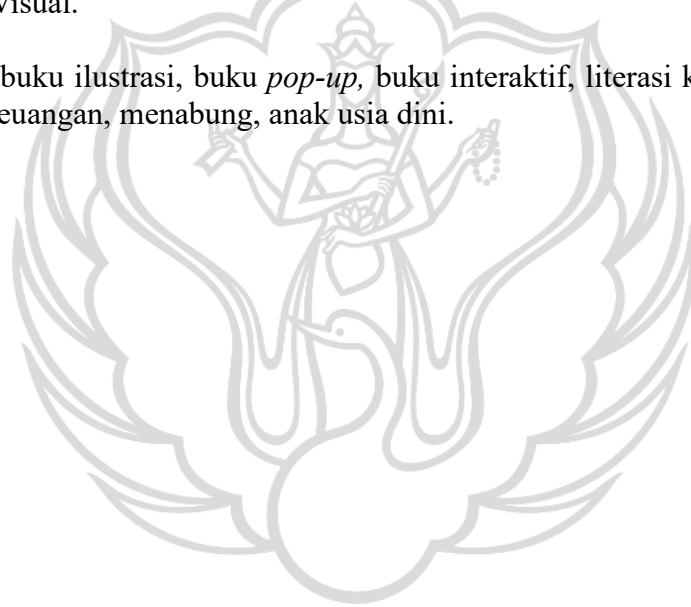 visual.
buku ilustrasi, buku pop-up, buku interaktif, literasi
euangan, menabung, anak usia dini.